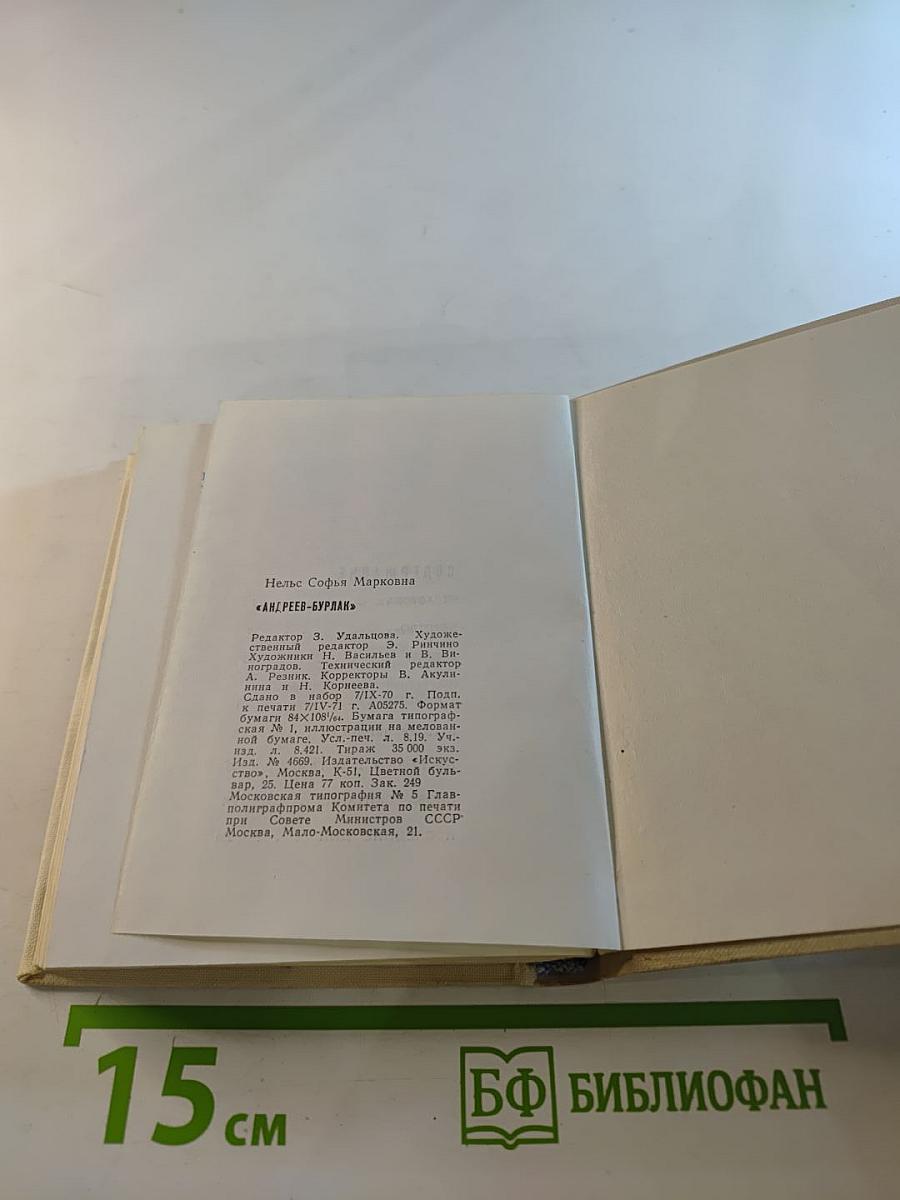 Нельс Софья Марковна
«АНДРЕЕВ-БУРЛАК»
Редактор З. Удальцова. Художе-
ственный редактор Э. Ринчино
Художники Н. Васильев и В. Ви-
ноградов. Технический редактор
А. Резник. Корректоры В. Акули-
нина и Н. Корнеева.
Сдано в набор 7/IX-70 г. Подп.
к печати 7/IV-71 г. А05275. Формат
бумаги 84×108¹/₆₄. Бумага типограф-
ская № 1, иллюстрации на мелован-
ной бумаге. Усл.-печ. л. 8.19. Уч.-
изд. л. 8.421. Тираж 35 000 экз.
Изд. № 4669. Издательство «Искус-
ство», Москва, К-51, Цветной буль-
вар, 25. Цена 77 коп. Зак. 249
Московская типография № 5 Глав-
полиграфпрома Комитета по печати
при Совете Министров СССР
Москва, Мало-Московская, 21.
15 см
БФ БИБЛИОФАН